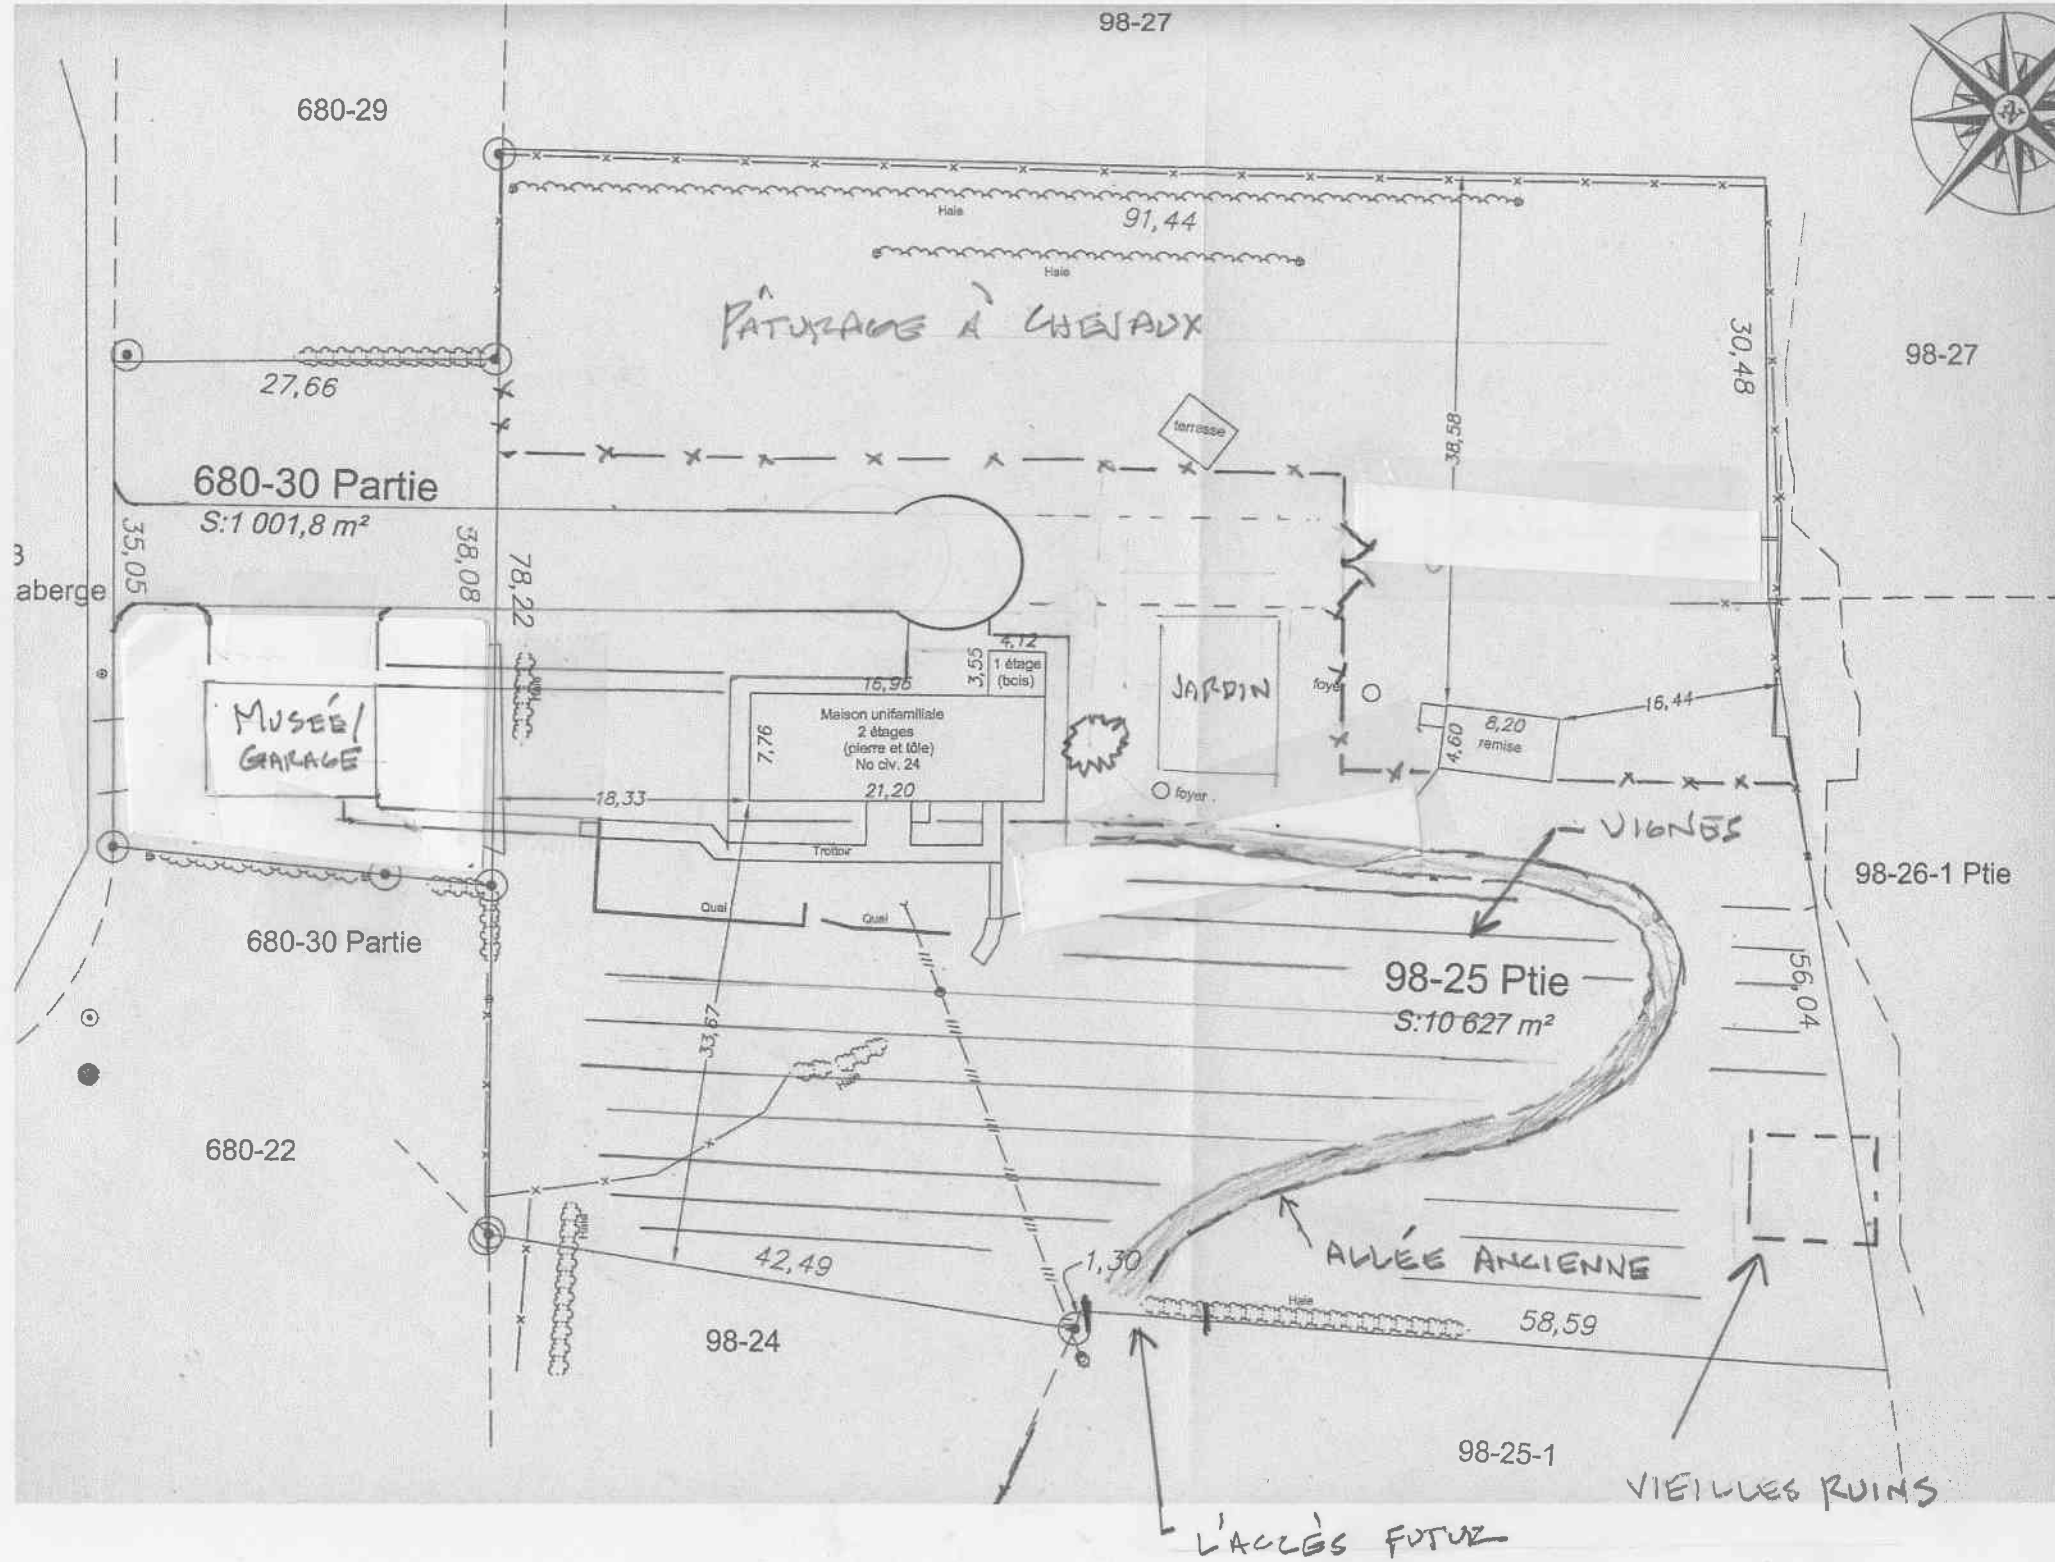 98-27
680-29
Haie
91,44
Haie
PÂTURAGE À CHEVAUX
30,48
98-27
27,66
terrasse
38,58
680-30 Partie
S:1 001,8 m²
35,05
38,08
78,22
aberge
4,12
3,55
1 étage
(bois)
16,96
JARDIN
foye
16,44
MUSEÉ/
GARAGE
Haie
7,76
Maison unifamiliale
2 étages
(pierre et tôle)
No civ. 24
21,20
8,20
4,60
remise
18,33
foyer
VIGNES
Trottoir
98-26-1 Ptie
Quai
Quai
680-30 Partie
98-25 Ptie
S:10 627 m²
56,04
33,67
Haie
680-22
Haie
42,49
1,30
ALLÉE ANCIENNE
Haie
58,59
98-24
98-25-1
VIEILLES RUINS
L'ACCÈS FUTUR